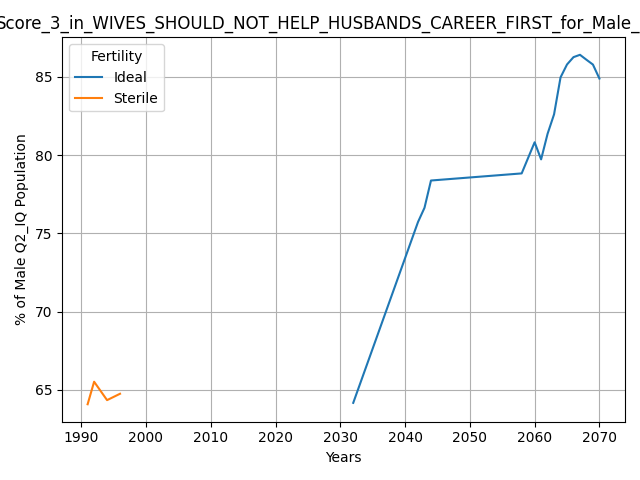 Score_3_in_WIVES_SHOULD_NOT_HELP_HUSBANDS_CAREER_FIRST_for_Male_
Fertility
Ideal
Sterile
% of Male Q2_IQ Population
85
80
75
70
65
1990 2000 2010 2020 2030 2040 2050 2060 2070
Years